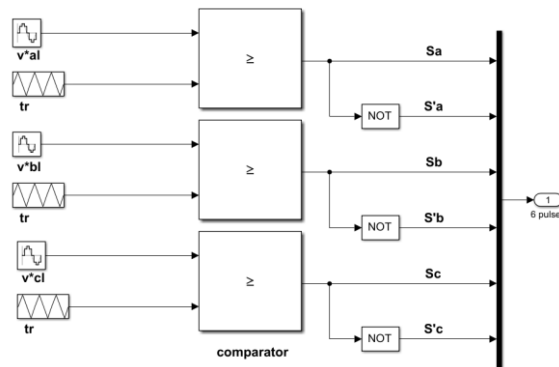 v*al
tr
≥
Sa
NOT
S'a
v*bl
tr
≥
Sb
NOT
S'b
v*cl
tr
≥
Sc
NOT
S'c
comparator
1
6 pulse